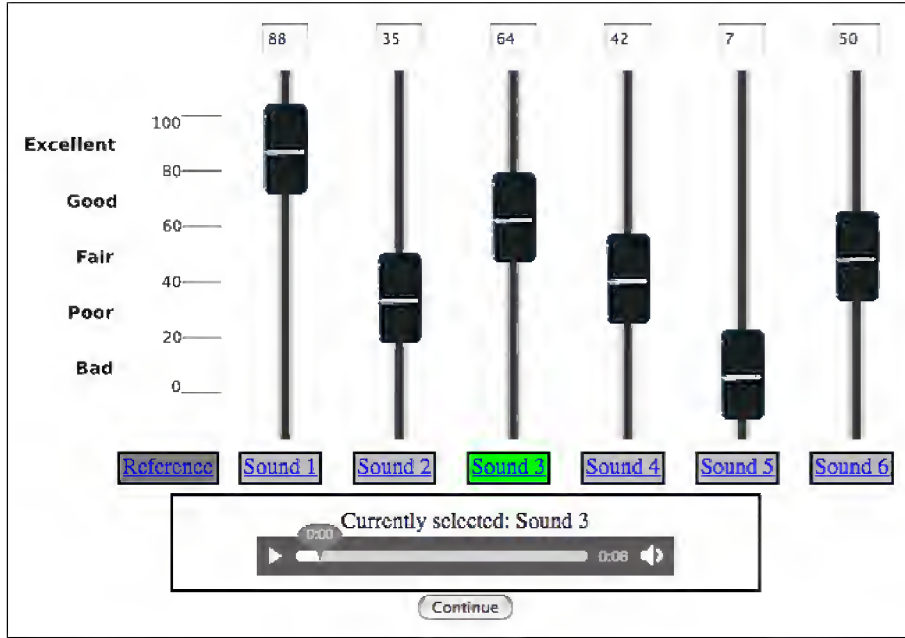 88 35 64 42 7 50
100
Excellent
80
Good
60
Fair
40
Poor
20
Bad
0
Reference Sound 1 Sound 2 Sound 3 Sound 4 Sound 5 Sound 6
Currently selected: Sound 3
0:00
0:08
Continue